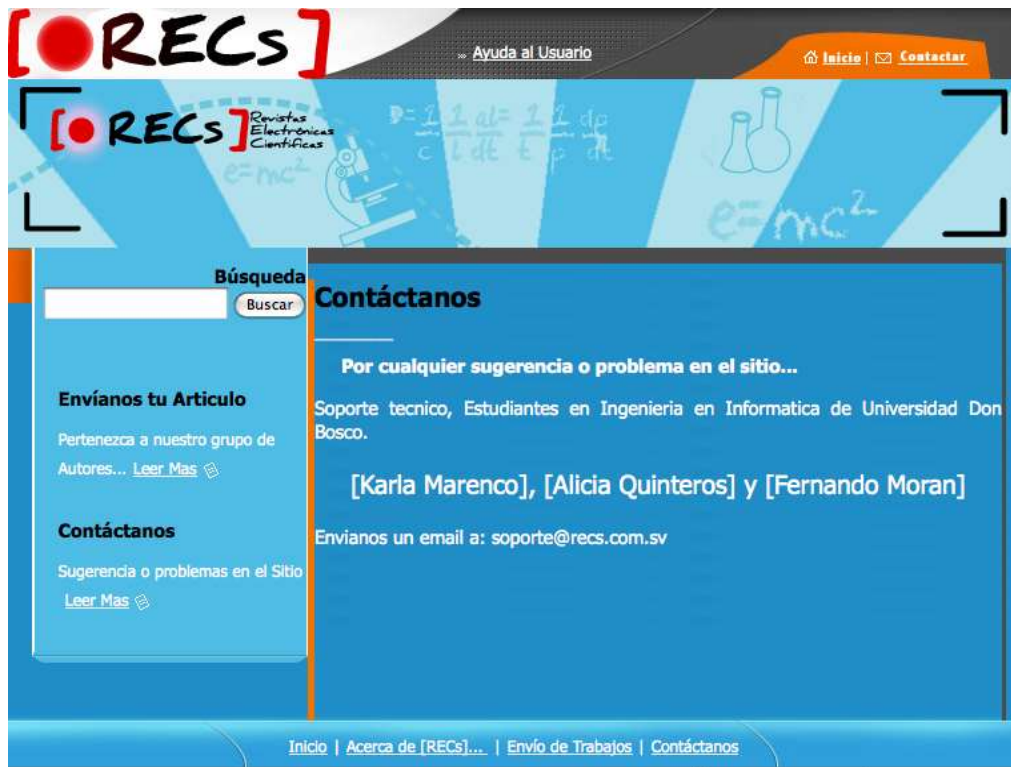 [●RECs]
» Ayuda al Usuario
Inicio | Contactar
[●RECs] Revistas
Electrónicas
Científicas
e=mc²
e=mc²
Búsqueda
Buscar
Envíanos tu Articulo
Pertenezca a nuestro grupo de
Autores... Leer Mas
Contáctanos
Sugerencia o problemas en el Sitio
Leer Mas
Contáctanos
Por cualquier sugerencia o problema en el sitio...
Soporte tecnico, Estudiantes en Ingenieria en Informatica de Universidad Don
Bosco.
[Karla Marenco], [Alicia Quinteros] y [Fernando Moran]
Envianos un email a: soporte@recs.com.sv
Inicio | Acerca de [RECs]... | Envío de Trabajos | Contáctanos